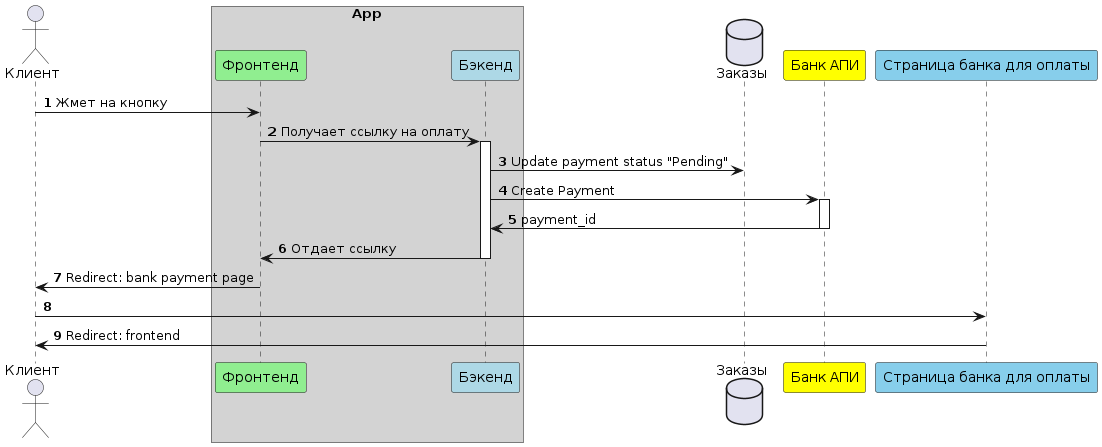 App
Клиент
Фронтенд
Бэкенд
Заказы
Банк АПИ
Страница банка для оплаты
1 Жмет на кнопку
2 Получает ссылку на оплату
3 Update payment status "Pending"
4 Create Payment
5 payment_id
6 Отдает ссылку
7 Redirect: bank payment page
8
9 Redirect: frontend
Клиент
Фронтенд
Бэкенд
Заказы
Банк АПИ
Страница банка для оплаты